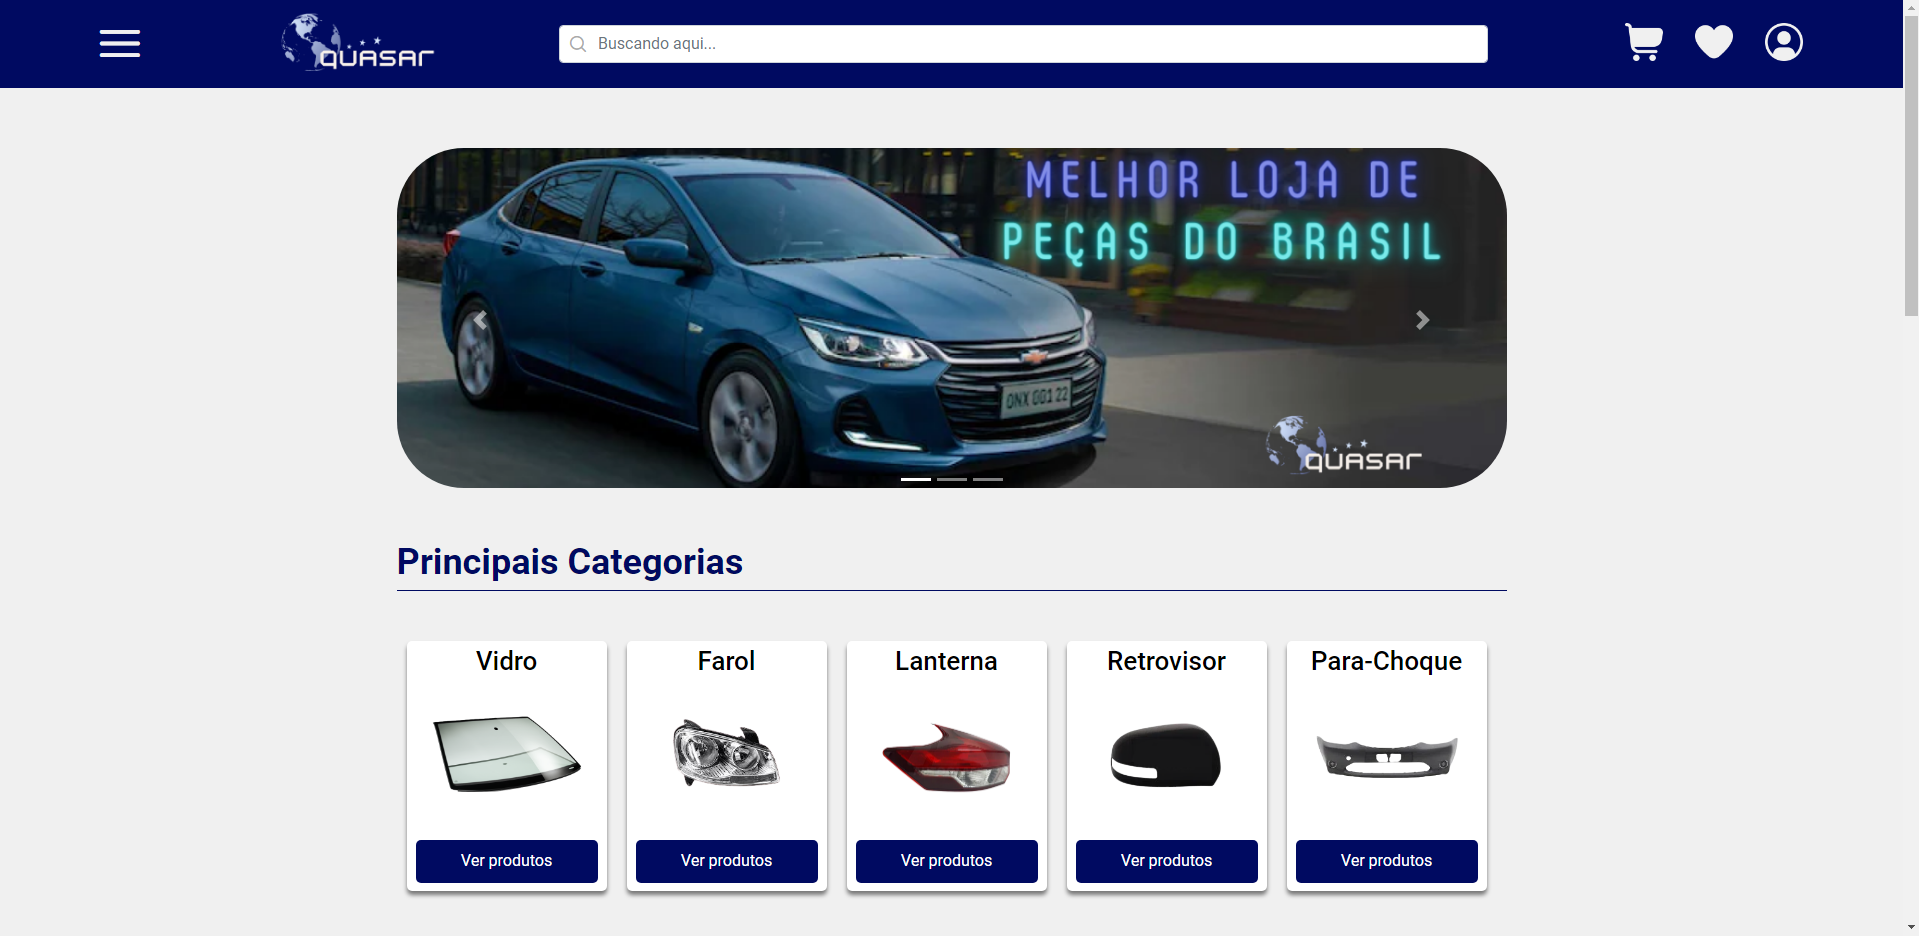 quasar
Buscando aqui...
MELHOR LOJA DE
PEÇAS DO BRASIL
ONX 0G1 22
quasar
Principais Categorias
Vidro
Farol
Lanterna
Retrovisor
Para-Choque
Ver produtos
Ver produtos
Ver produtos
Ver produtos
Ver produtos